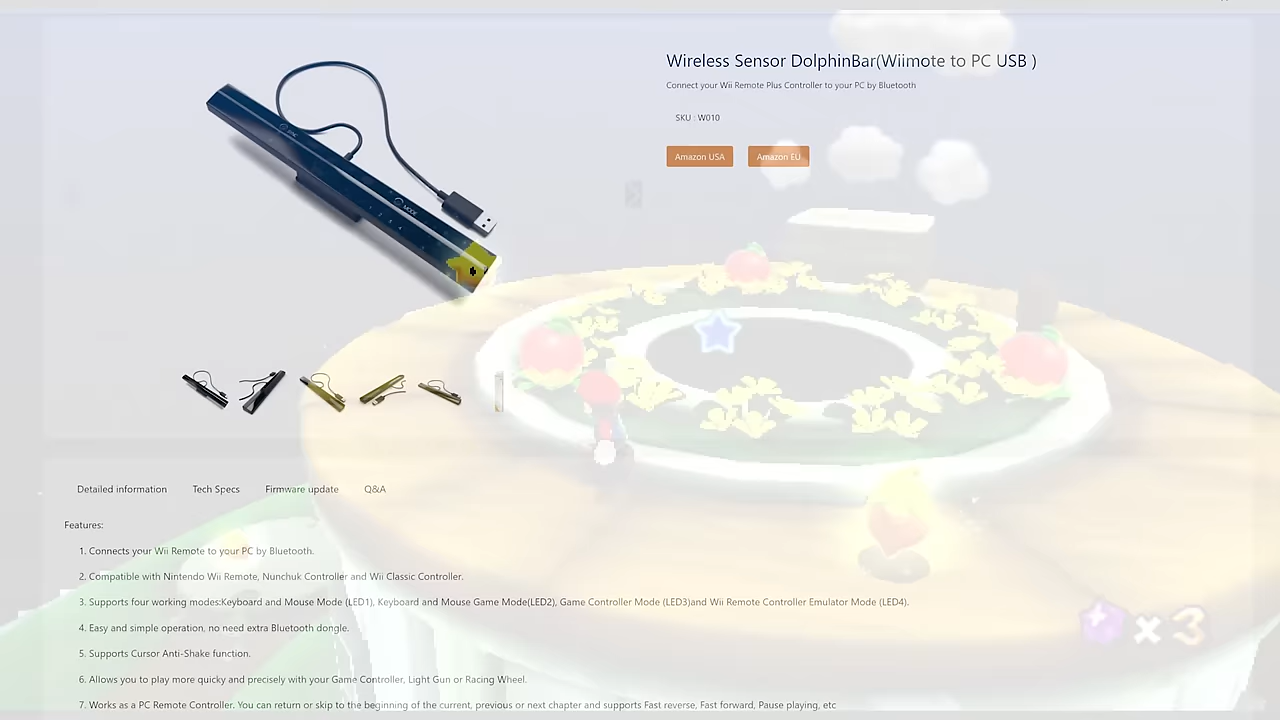 Wireless Sensor DolphinBar(Wiimote to PC USB )
Connect your Wii Remote Plus Controller to your PC by Bluetooth
SKU : W010
Amazon USA
Amazon EU
MODE
Detailed information
Tech Specs
Firmware update
Q&A
Features:
1. Connects your Wii Remote to your PC by Bluetooth.
2. Compatible with Nintendo Wii Remote, Nunchuk Controller and Wii Classic Controller.
3. Supports four working modes:Keyboard and Mouse Mode (LED1), Keyboard and Mouse Game Mode(LED2), Game Controller Mode (LED3)and Wii Remote Controller Emulator Mode (LED4).
4. Easy and simple operation, no need extra Bluetooth dongle.
5. Supports Cursor Anti-Shake function.
6. Allows you to play more quicky and precisely with your Game Controller, Light Gun or Racing Wheel.
7. Works as a PC Remote Controller. You can return or skip to the beginning of the current, previous or next chapter and supports Fast reverse, Fast forward, Pause playing, etc
x 3